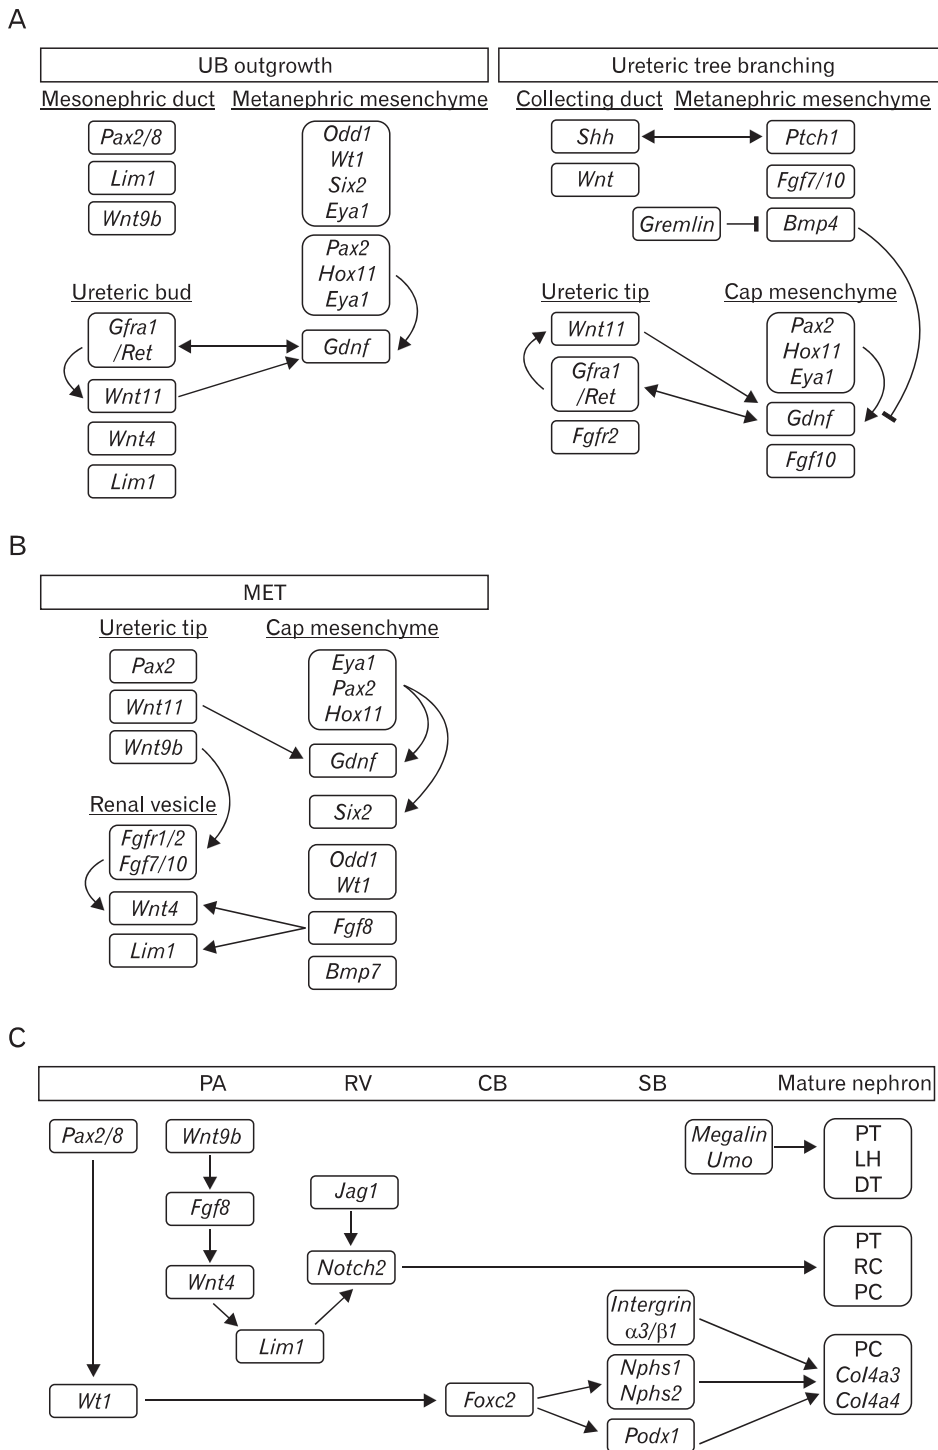 A
UB outgrowth
Mesonephric duct
Metanephric mesenchyme
Pax2/8
Lim1
Wnt9b
Odd1
Wt1
Six2
Eya1
Pax2
Hox11
Eya1
Ureteric bud
Gfra1
/Ret
Gdnf
Wnt11
Wnt4
Lim1
Ureteric tree branching
Collecting duct
Metanephric mesenchyme
Shh
Ptch1
Wnt
Fgf7/10
Gremlin
Bmp4
Ureteric tip
Cap mesenchyme
Wnt11
Gfra1
/Ret
Fgfr2
Pax2
Hox11
Eya1
Gdnf
Fgf10
B
MET
Ureteric tip
Cap mesenchyme
Pax2
Wnt11
Wnt9b
Eya1
Pax2
Hox11
Gdnf
Six2
Renal vesicle
Fgfr1/2
Fgf7/10
Wnt4
Lim1
Odd1
Wt1
Fgf8
Bmp7
C
PA RV CB SB Mature nephron
Pax2/8
Wnt9b
Fgf8
Wnt4
Lim1
Jag1
Notch2
Megalin
Umo
PT
LH
DT
PT
RC
PC
Intergrin
α3/β1
Nphs1
Nphs2
Podx1
PC
Col4a3
Col4a4
Wt1
Foxc2